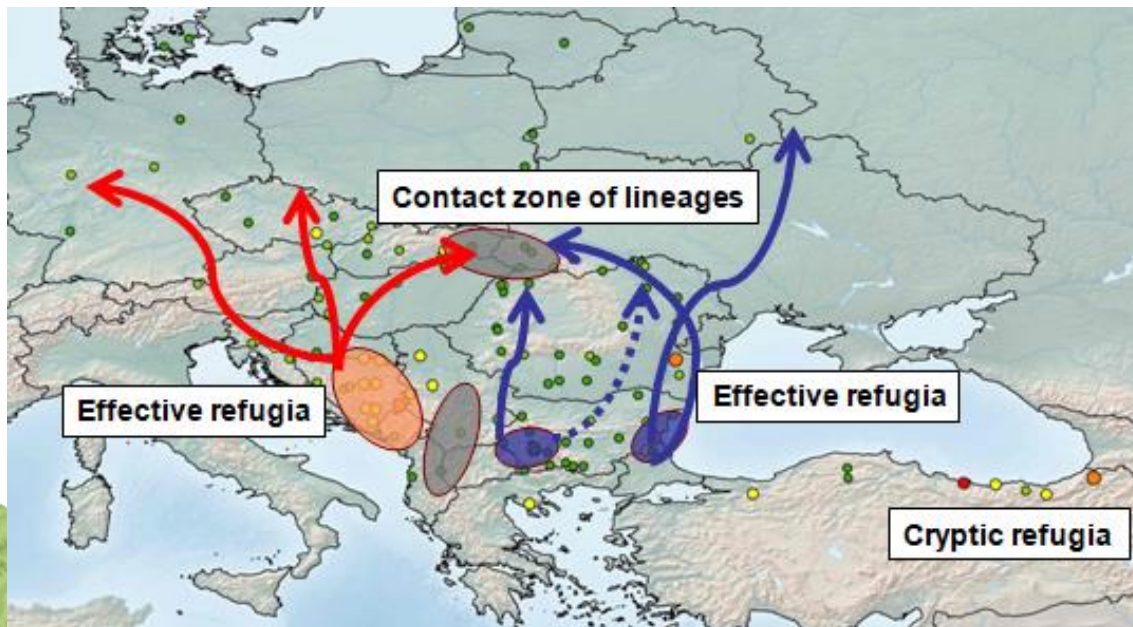 Contact zone of lineages
Effective refugia
Effective refugia
Cryptic refugia